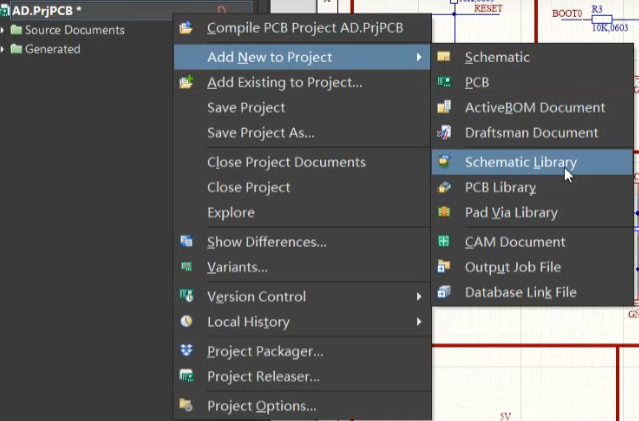 AD.PrjPCB *
Source Documents
Generated
Compile PCB Project AD.PrjPCB
Add New to Project
Add Existing to Project...
Save Project
Save Project As...
Close Project Documents
Close Project
Explore
Show Differences...
Variants...
Version Control
Local History
Project Packager...
Project Releaser...
Project Options...
Schematic
PCB
ActiveBOM Document
Draftsman Document
Schematic Library
PCB Library
Pad Via Library
CAM Document
Output Job File
Database Link File
RESET
BOOT0
R3
10K,0603
5V